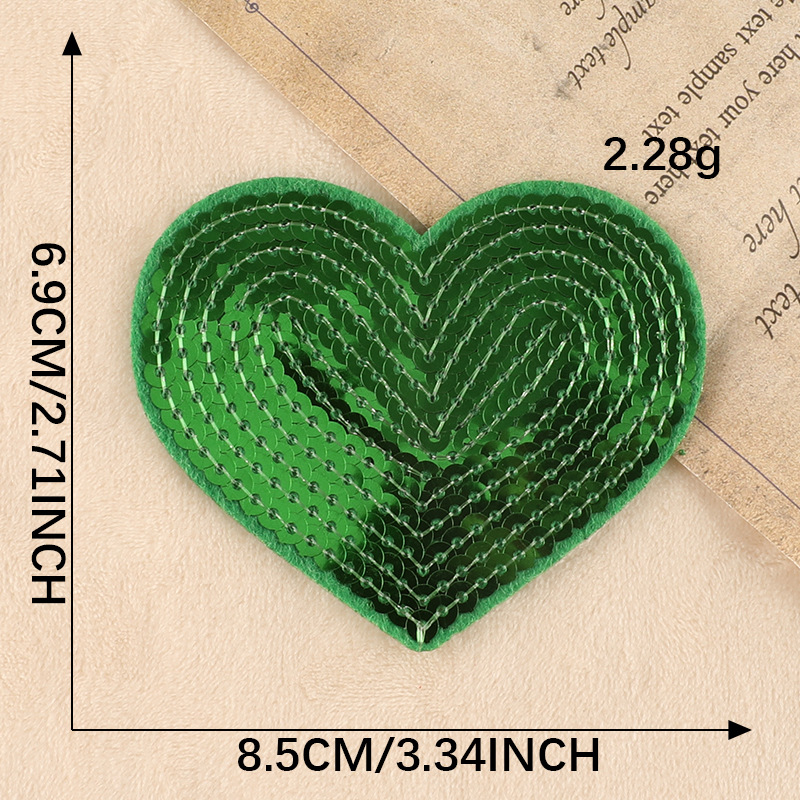 2.28g
6.9CM/2.71INCH
8.5CM/3.34INCH
sample text
text sample text
here your text here
here
text